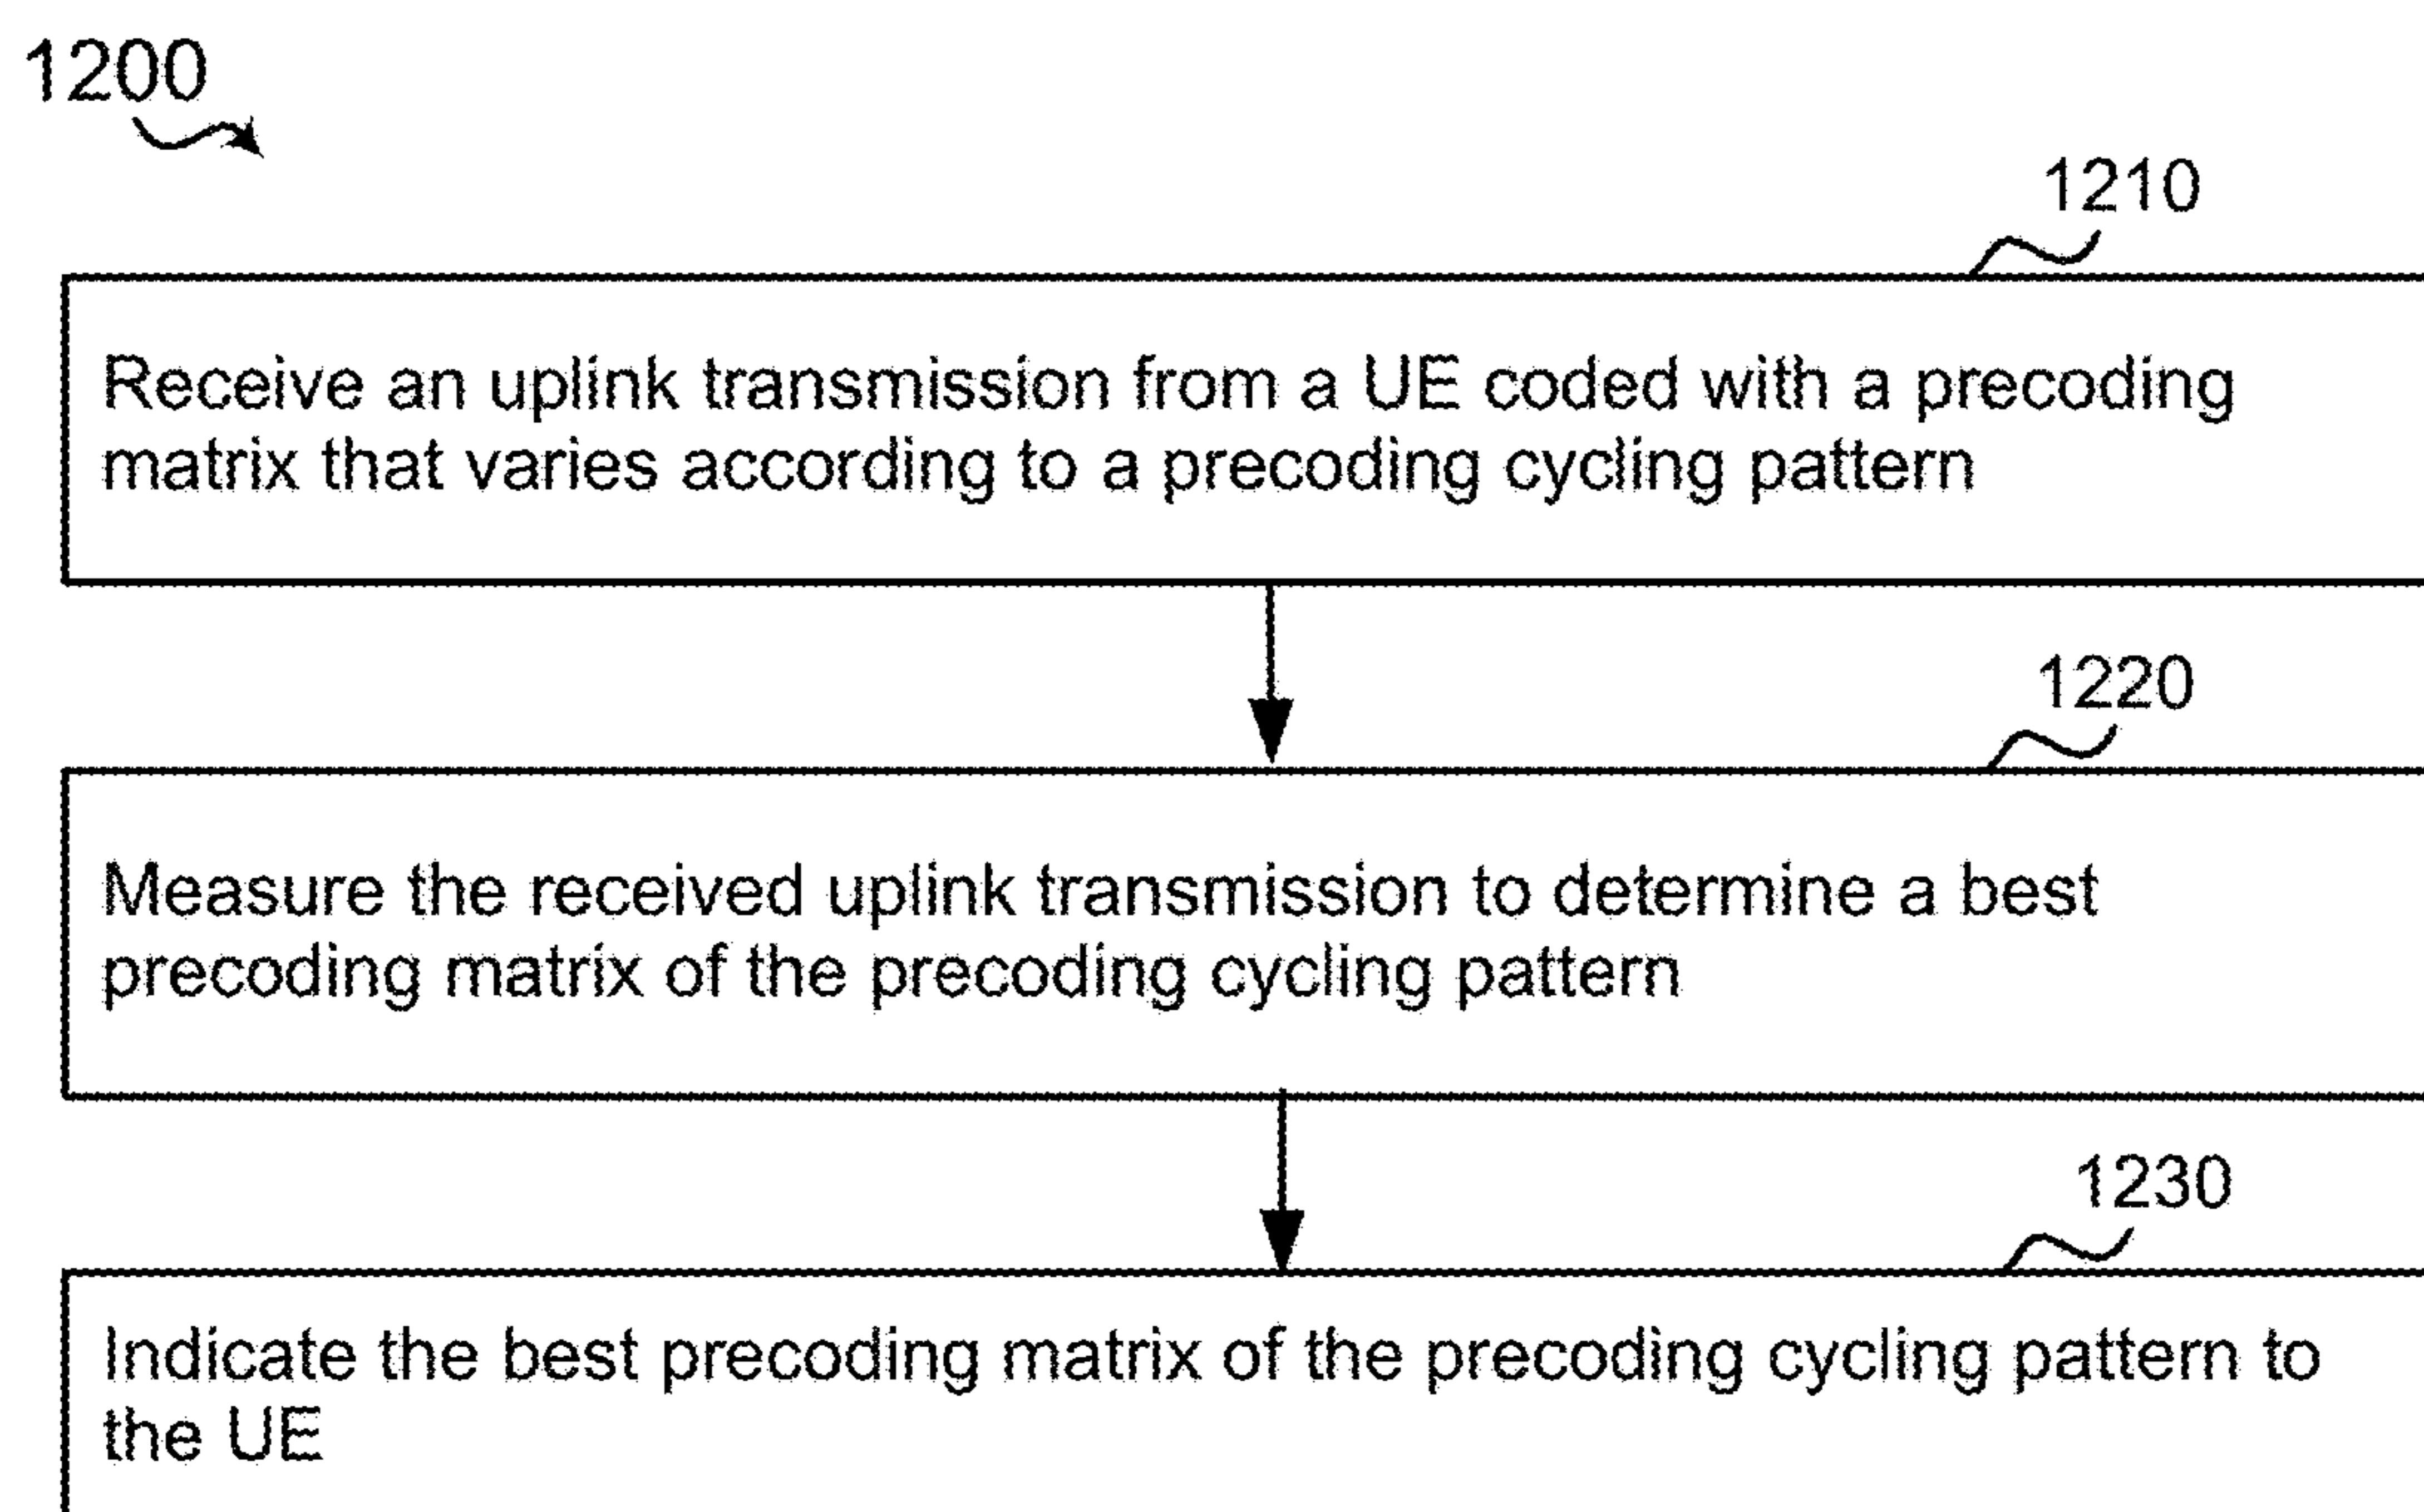 1200
1210
Receive an uplink transmission from a UE coded with a precoding
matrix that varies according to a precoding cycling pattern
1220
Measure the received uplink transmission to determine a best
precoding matrix of the precoding cycling pattern
1230
Indicate the best precoding matrix of the precoding cycling pattern to
the UE